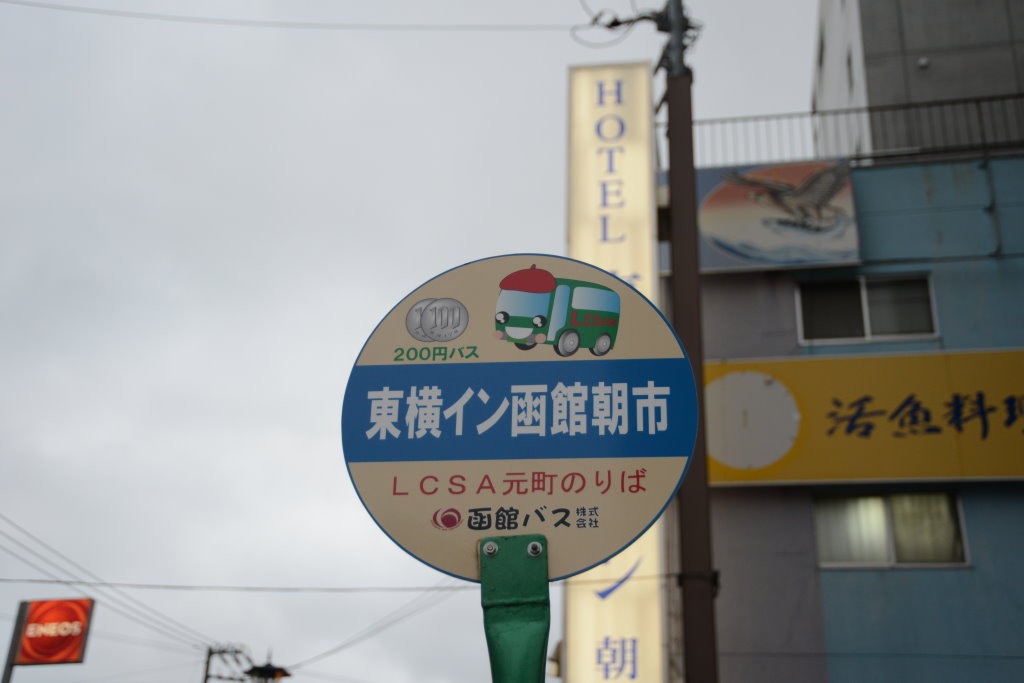 HOTEL
100
200円バス
東横イン函館朝市
LCSA元町のりば
函館バス株式会社
活魚料理
ENEOS
ン 朝